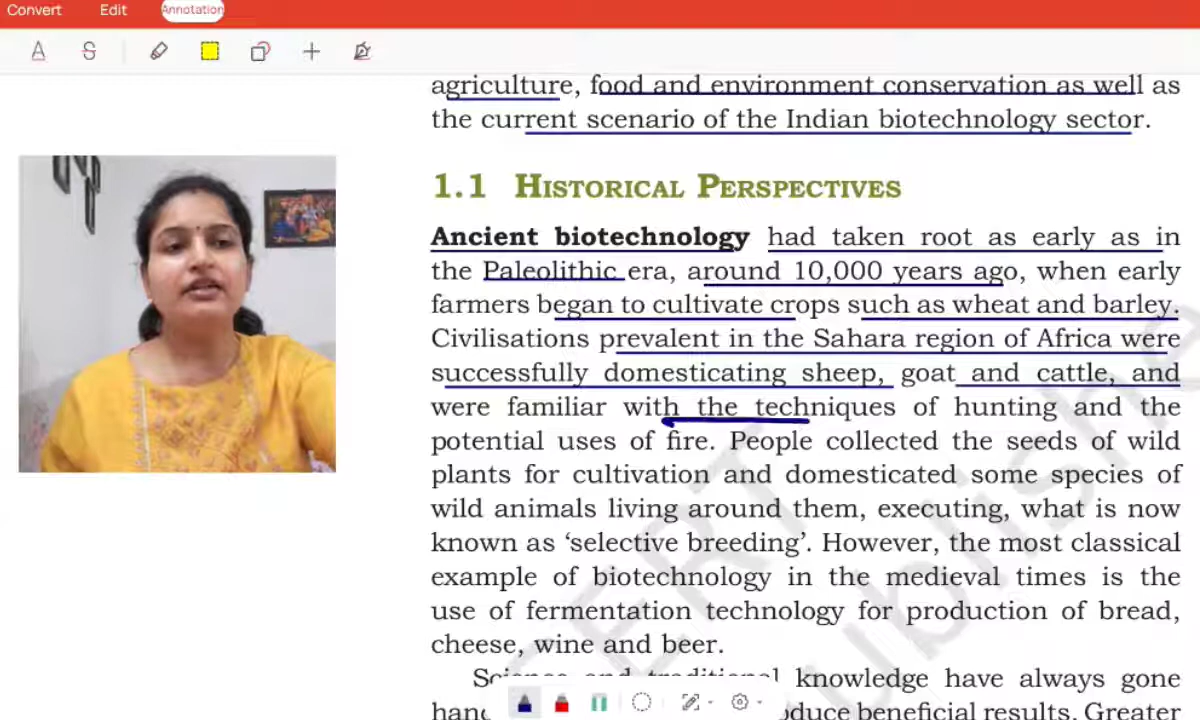 Convert Edit Annotation
agriculture, food and environment conservation as well as
the current scenario of the Indian biotechnology sector.
1.1 HISTORICAL PERSPECTIVES
Ancient biotechnology had taken root as early as in
the Paleolithic era, around 10,000 years ago, when early
farmers began to cultivate crops such as wheat and barley.
Civilisations prevalent in the Sahara region of Africa were
successfully domesticating sheep, goat and cattle, and
were familiar with the techniques of hunting and the
potential uses of fire. People collected the seeds of wild
plants for cultivation and domesticated some species of
wild animals living around them, executing, what is now
known as ‘selective breeding’. However, the most classical
example of biotechnology in the medieval times is the
use of fermentation technology for production of bread,
cheese, wine and beer.
Science and traditional knowledge have always gone
beneficial results. Greater